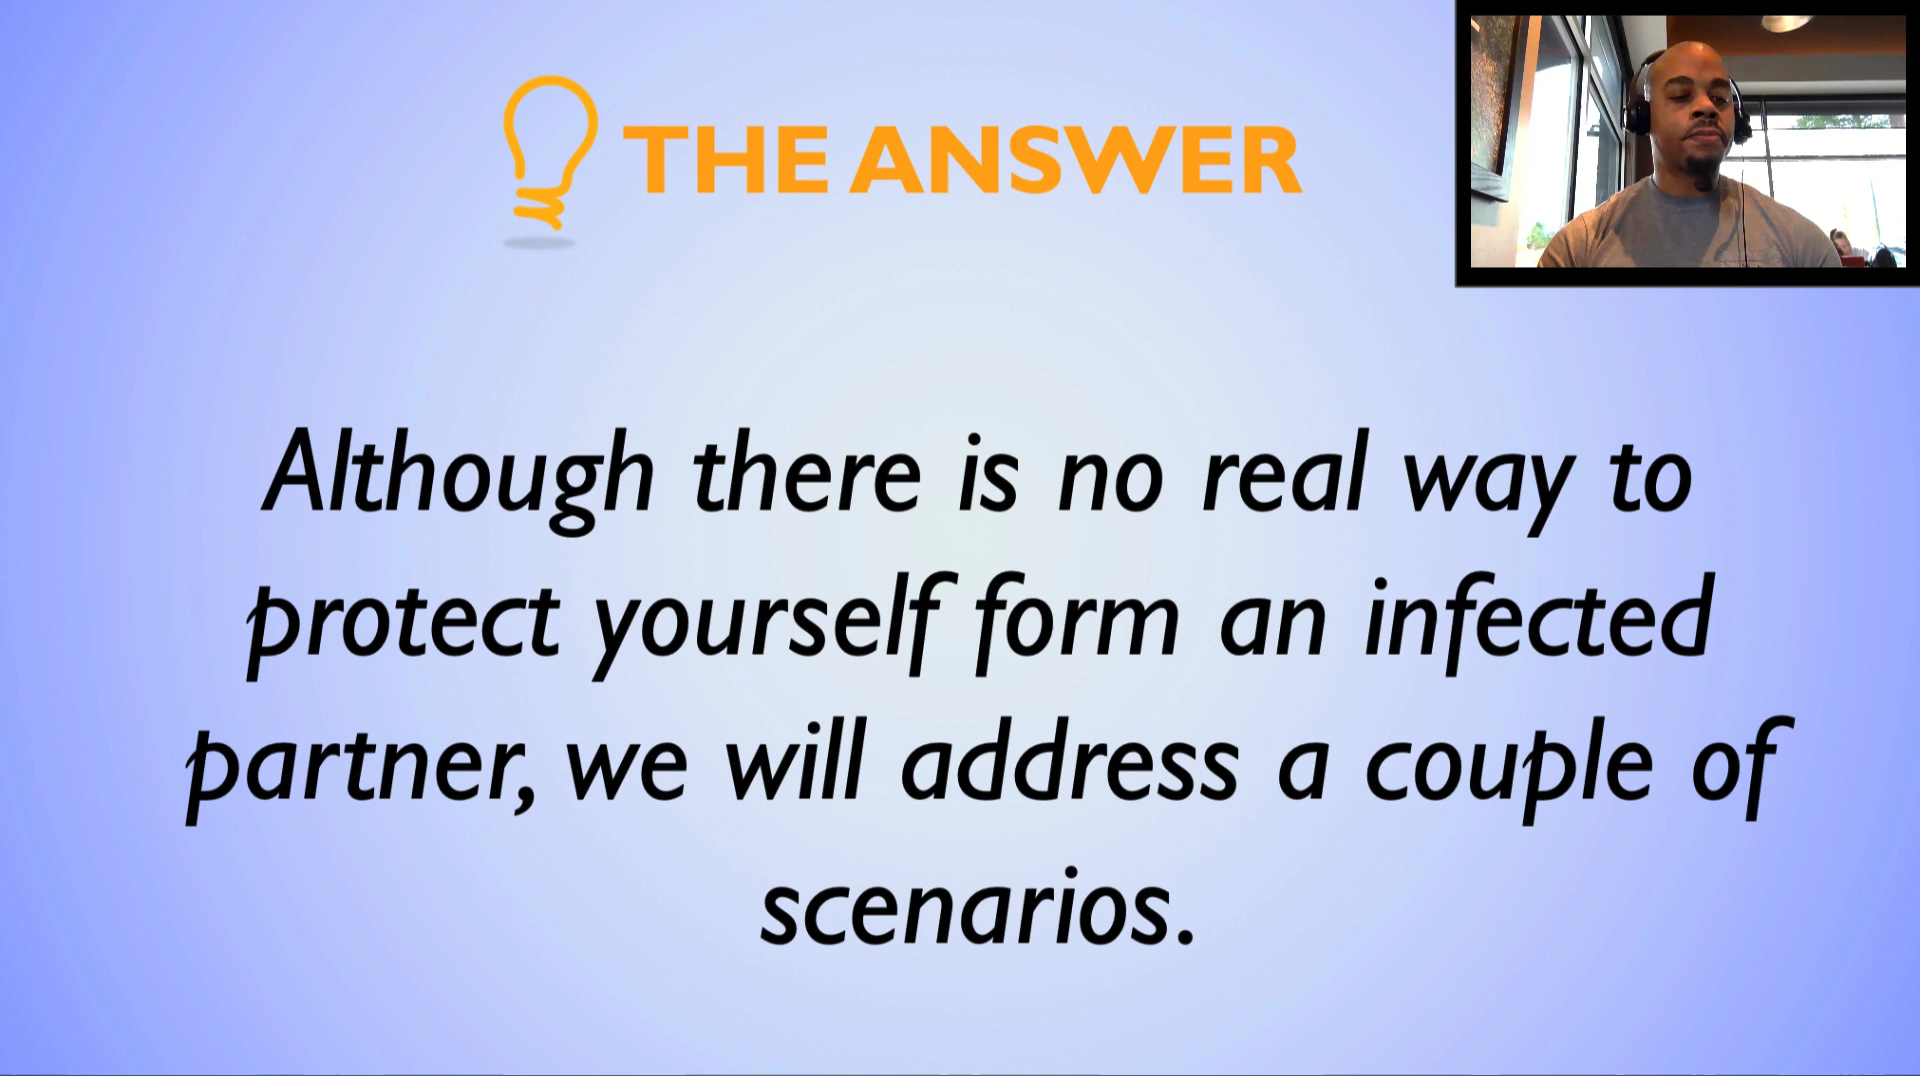 THE ANSWER
Although there is no real way to
protect yourself form an infected
partner, we will address a couple of
scenarios.